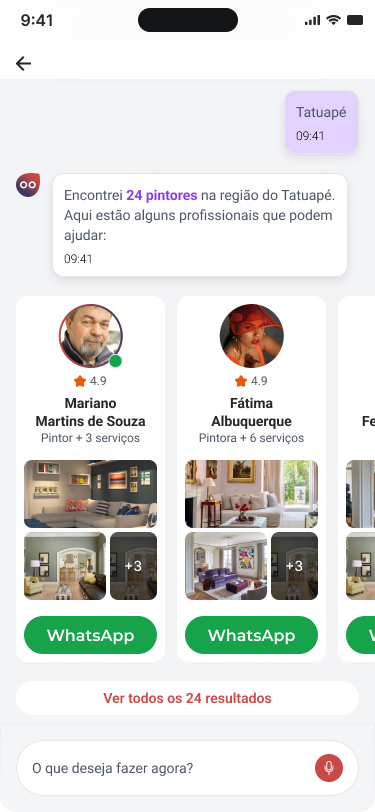 9:41
Tatuapé
09:41
Encontrei 24 pintores na região do Tatuapé.
Aqui estão alguns profissionais que podem
ajudar:
09:41
4.9
Mariano
Martins de Souza
Pintor + 3 serviços
+3
WhatsApp
4.9
Fátima
Albuquerque
Pintora + 6 serviços
+3
WhatsApp
Ver todos os 24 resultados
O que deseja fazer agora?